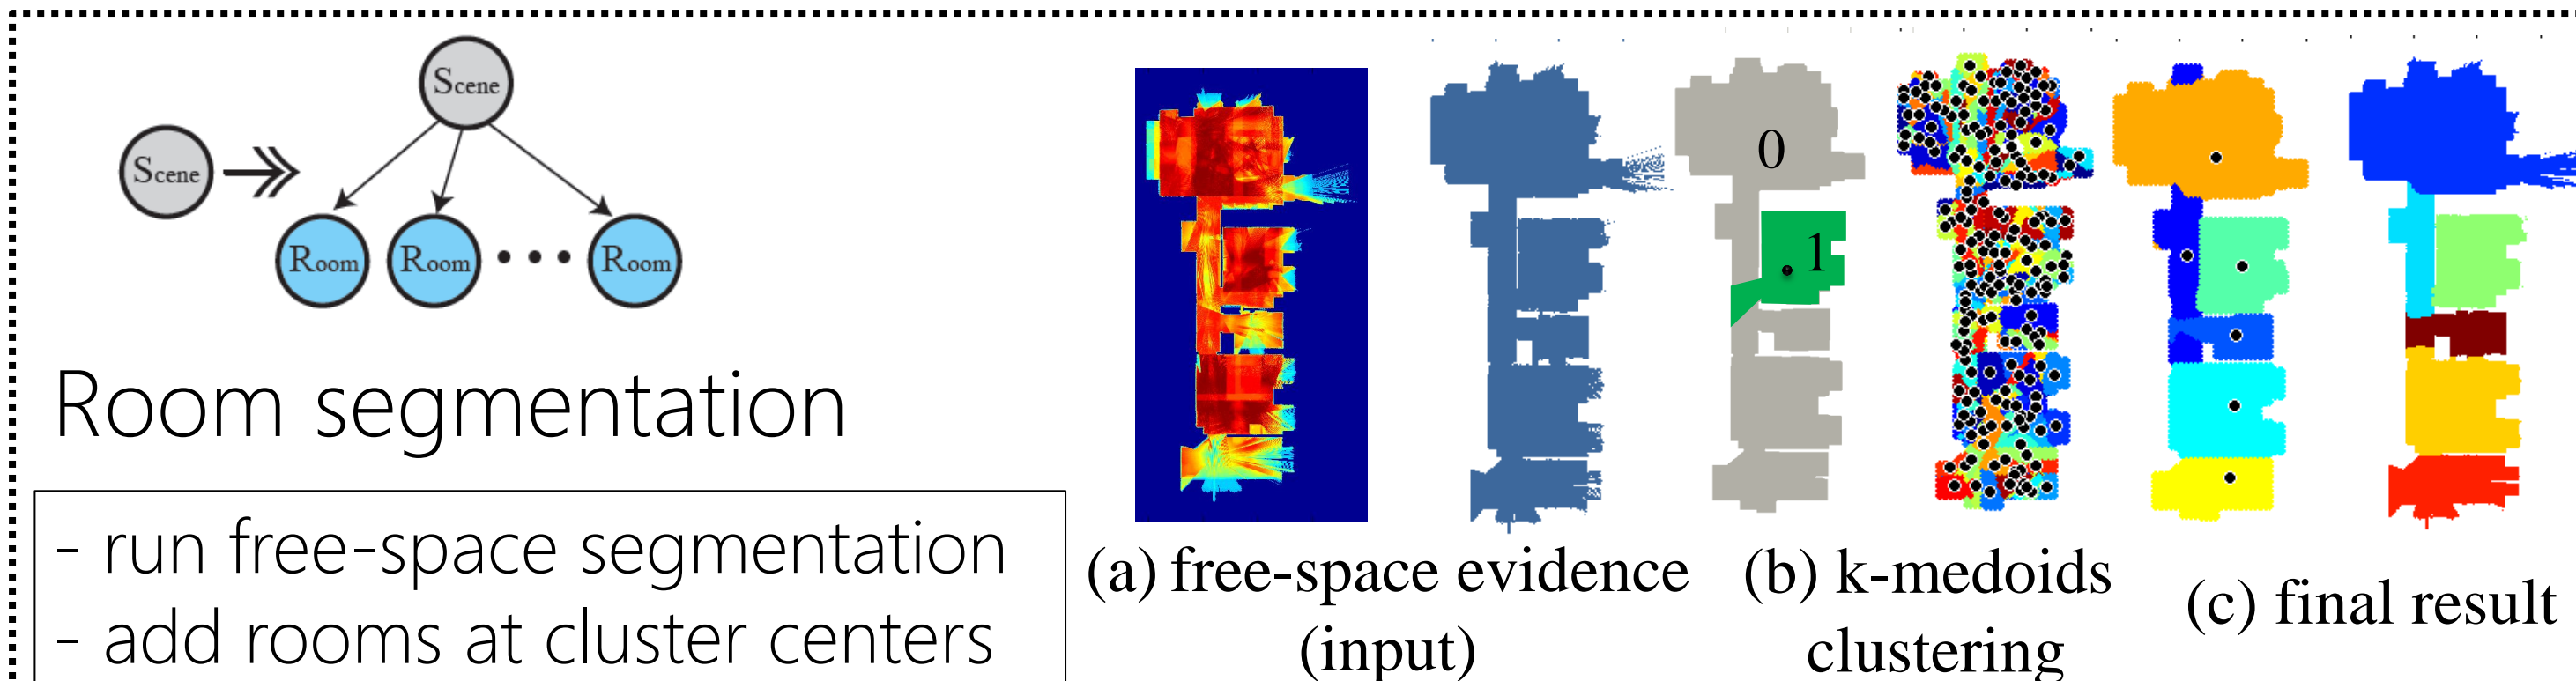 Scene
Scene
Room Room • • • Room
Room segmentation
- run free-space segmentation
- add rooms at cluster centers
0
1
(a) free-space evidence
(input)
(b) k-medoids
clustering
(c) final result